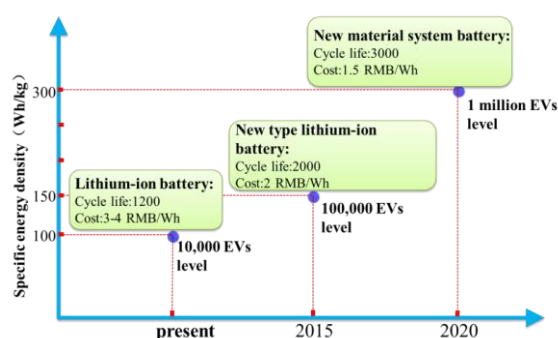 New material system battery:
Cycle life:3000
Cost:1.5 RMB/Wh
300
1 million EVs
level
New type lithium-ion
battery:
Cycle life:2000
Cost:2 RMB/Wh
Lithium-ion battery:
Cycle life:1200
Cost:3-4 RMB/Wh
150
100,000 EVs
level
100
10,000 EVs
level
Specific energy density（Wh/kg）
present
2015
2020